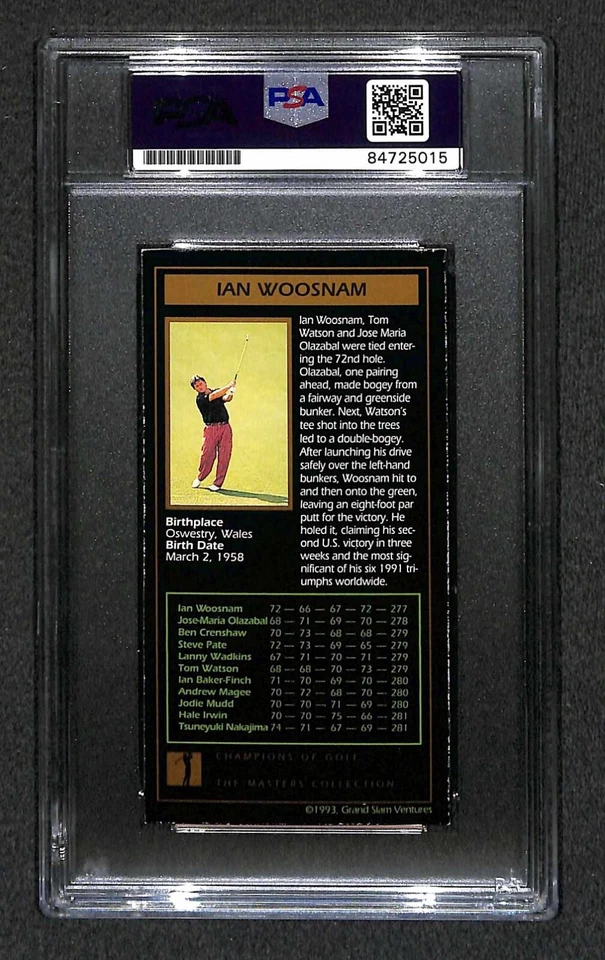 PSA
PSA
84725015
IAN WOOSNAM
Ian Woosnam, Tom
Watson and Jose Maria
Olazabal were tied enter-
ing the 72nd hole.
Olazabal, one pairing
ahead, made bogey from
a fairway and greenside
bunker. Next, Watson's
tee shot into the trees
led to a double-bogey.
After launching his drive
safely over the left-hand
bunkers, Woosnam hit to
and then onto the green,
leaving an eight-foot par
putt for the victory. He
holed it, claiming his sec-
ond U.S. victory in three
weeks and the most sig-
nificant of his six 1991 tri-
umphs worldwide.
Birthplace
Oswestry, Wales
Birth Date
March 2, 1958
Ian Woosnam 72 — 66 — 67 — 72 — 277
Jose-Maria Olazabal 68 — 71 — 69 — 70 — 278
Ben Crenshaw 70 — 73 — 68 — 68 — 279
Steve Pate 72 — 73 — 69 — 65 — 279
Lanny Wadkins 67 — 71 — 70 — 71 — 279
Tom Watson 68 — 68 — 70 — 73 — 279
Ian Baker-Finch 71 — 70 — 69 — 70 — 280
Andrew Magee 70 — 72 — 68 — 70 — 280
Jodie Mudd 70 — 70 — 71 — 69 — 280
Hale Irwin 70 — 70 — 75 — 66 — 281
Tsuneyuki Nakajima 74 — 71 — 67 — 69 — 281
CHAMPIONS OF GOLF
THE MASTERS COLLECTION
©1993, Grand Slam Ventures